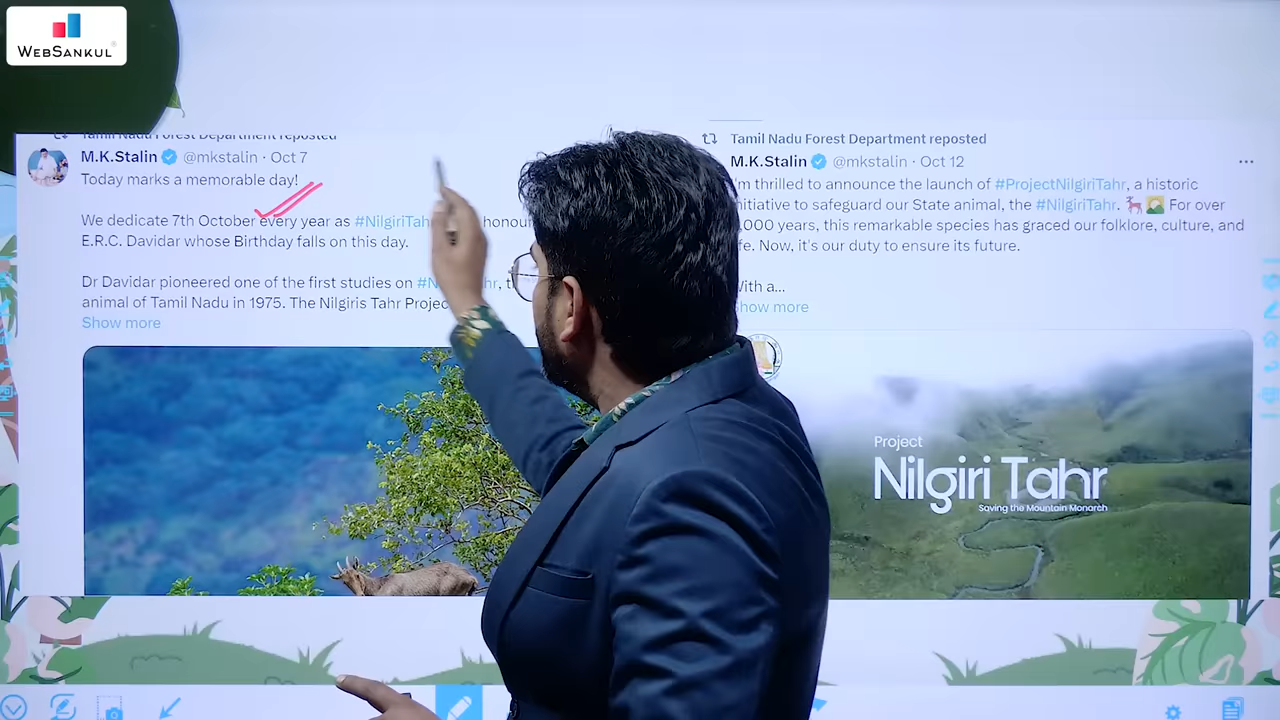 WEBSANKUL
Tamil Nadu Forest Department reposted
M.K.Stalin @mkstalin · Oct 7
Today marks a memorable day!
We dedicate 7th October every year as #NilgiriTah honou
E.R.C. Davidar whose Birthday falls on this day.
Dr Davidar pioneered one of the first studies on #N
animal of Tamil Nadu in 1975. The Nilgiris Tahr Projec
Show more
Tamil Nadu Forest Department reposted
M.K.Stalin @mkstalin · Oct 12
I'm thrilled to announce the launch of #ProjectNilgiriTahr, a historic
initiative to safeguard our State animal, the #NilgiriTahr. For over
,000 years, this remarkable species has graced our folklore, culture, and
fe. Now, it's our duty to ensure its future.
With a...
Show more
Project
Nilgiri Tahr
Saving the Mountain Monarch